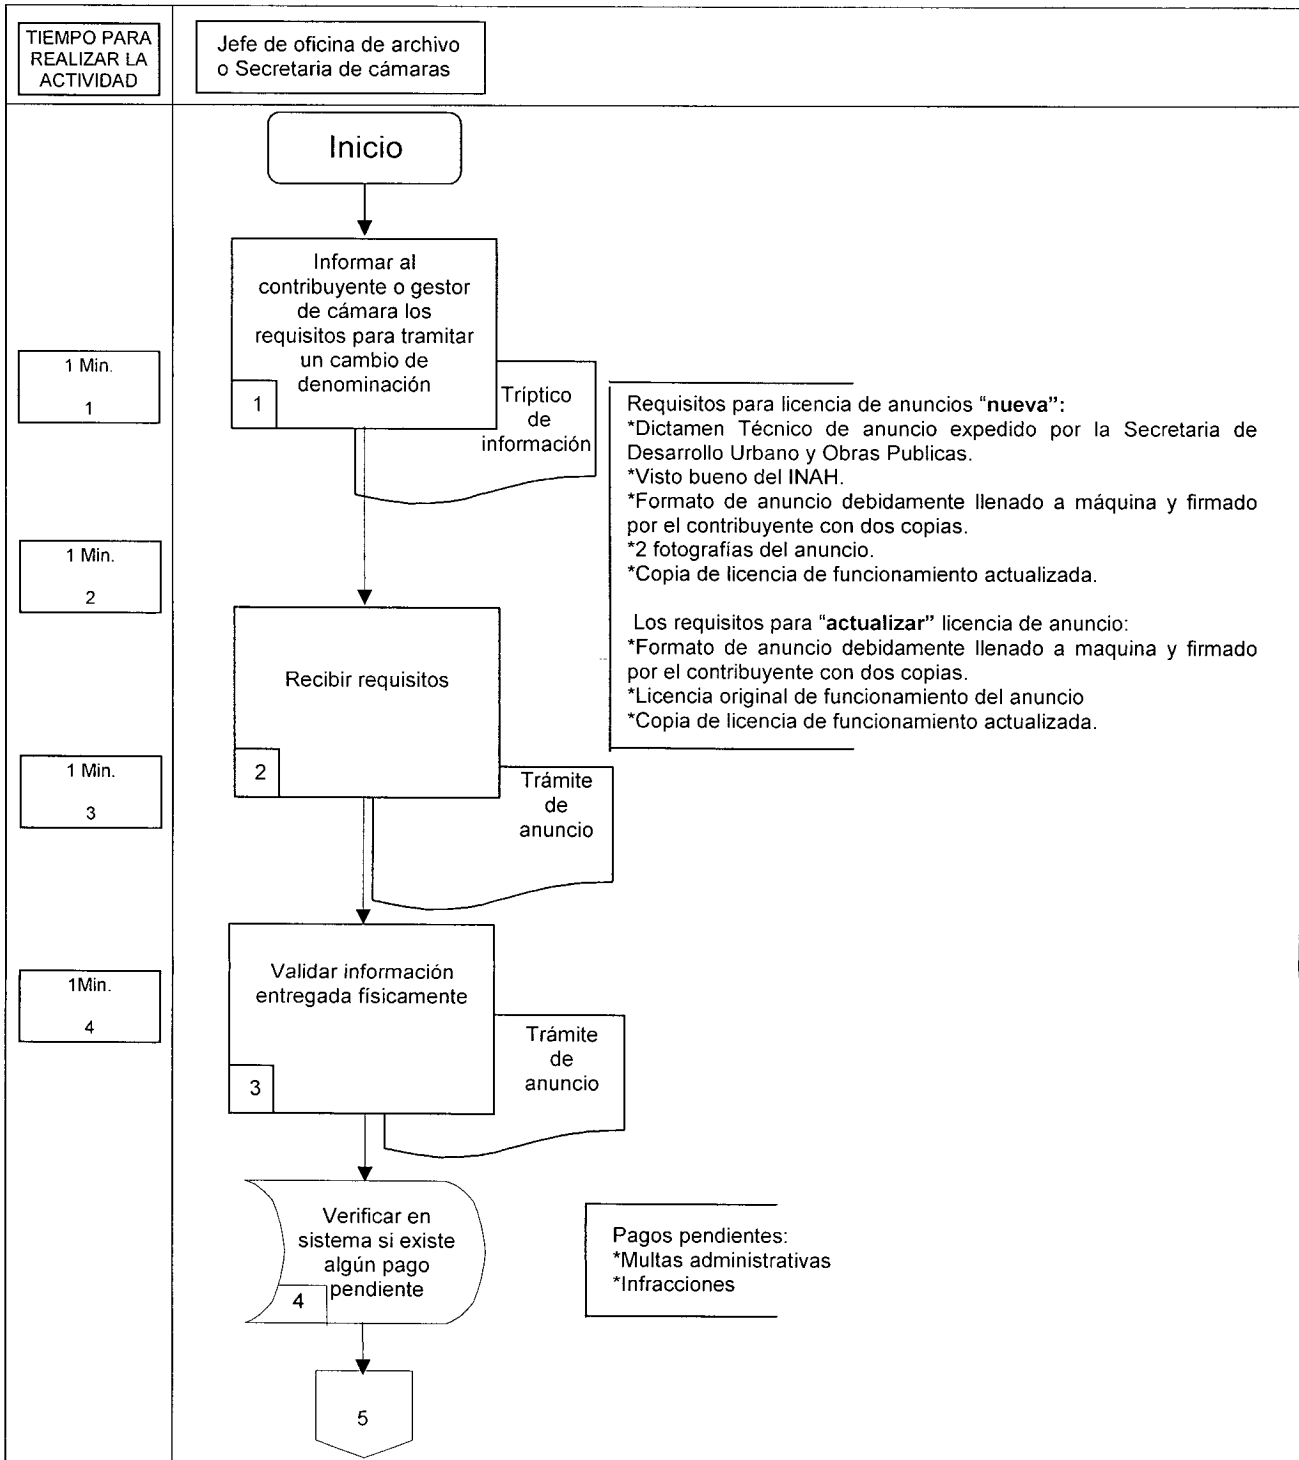 TIEMPO PARA
REALIZAR LA
ACTIVIDAD
Jefe de oficina de archivo
o Secretaria de cámaras
Inicio
Informar al
contribuyente o gestor
de cámara los
requisitos para tramitar
un cambio de
denominación
1
Tríptico
de
información
1 Min.
1
Requisitos para licencia de anuncios “nueva”:
*Dictamen Técnico de anuncio expedido por la Secretaria de
Desarrollo Urbano y Obras Publicas.
*Visto bueno del INAH.
*Formato de anuncio debidamente llenado a máquina y firmado
por el contribuyente con dos copias.
*2 fotografías del anuncio.
*Copia de licencia de funcionamiento actualizada.
Los requisitos para “actualizar” licencia de anuncio:
*Formato de anuncio debidamente llenado a maquina y firmado
por el contribuyente con dos copias.
*Licencia original de funcionamiento del anuncio
*Copia de licencia de funcionamiento actualizada.
1 Min.
2
Recibir requisitos
2
Trámite
de
anuncio
1 Min.
3
Validar información
entregada físicamente
3
Trámite
de
anuncio
1Min.
4
Verificar en
sistema si existe
algún pago
pendiente
4
Pagos pendientes:
*Multas administrativas
*Infracciones
5